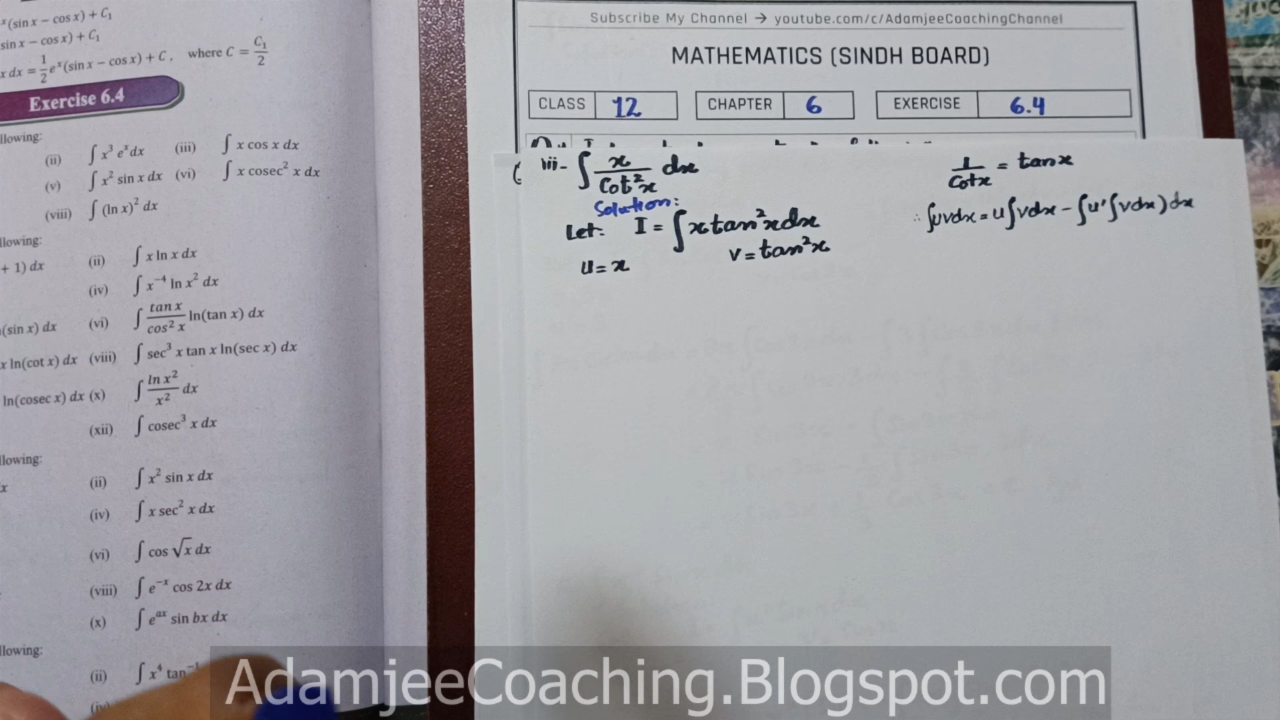 ˣ(sin x − cos x) + C₁
sin x − cos x) + C₁
x dx = 1/2 eˣ(sin x − cos x) + C, where C = C₁/2
Exercise 6.4
llowing:
(ii) ∫ x³ eˣ dx (iii) ∫ x cos x dx
(v) ∫ x² sin x dx (vi) ∫ x cosec² x dx
(viii) ∫ (ln x)² dx
llowing:
+ 1) dx (ii) ∫ x ln x dx
(iv) ∫ x⁻⁴ ln x² dx
(sin x) dx (vi) ∫ tan x/cos² x ln(tan x) dx
x ln(cot x) dx (viii) ∫ sec³ x tan x ln(sec x) dx
ln(cosec x) dx (x) ∫ ln x²/x² dx
(xii) ∫ cosec³ x dx
llowing:
x (ii) ∫ x² sin x dx
(iv) ∫ x sec² x dx
(vi) ∫ cos √x dx
(viii) ∫ e⁻ˣ cos 2x dx
(x) ∫ eᵃˣ sin bx dx
llowing:
(ii) ∫ x⁴ tan⁻¹
Subscribe My Channel → youtube.com/c/AdamjeeCoachingChannel
MATHEMATICS (SINDH BOARD)
CLASS 12 CHAPTER 6 EXERCISE 6.4
iii- ∫ x/Cot²x dx
1/Cotx = tanx
Solution:
Let: I = ∫ x tan²x dx
∴ ∫uvdx = u∫vdx − ∫(u'∫vdx) dx
u = x v = tan²x
AdamjeeCoaching.Blogspot.com